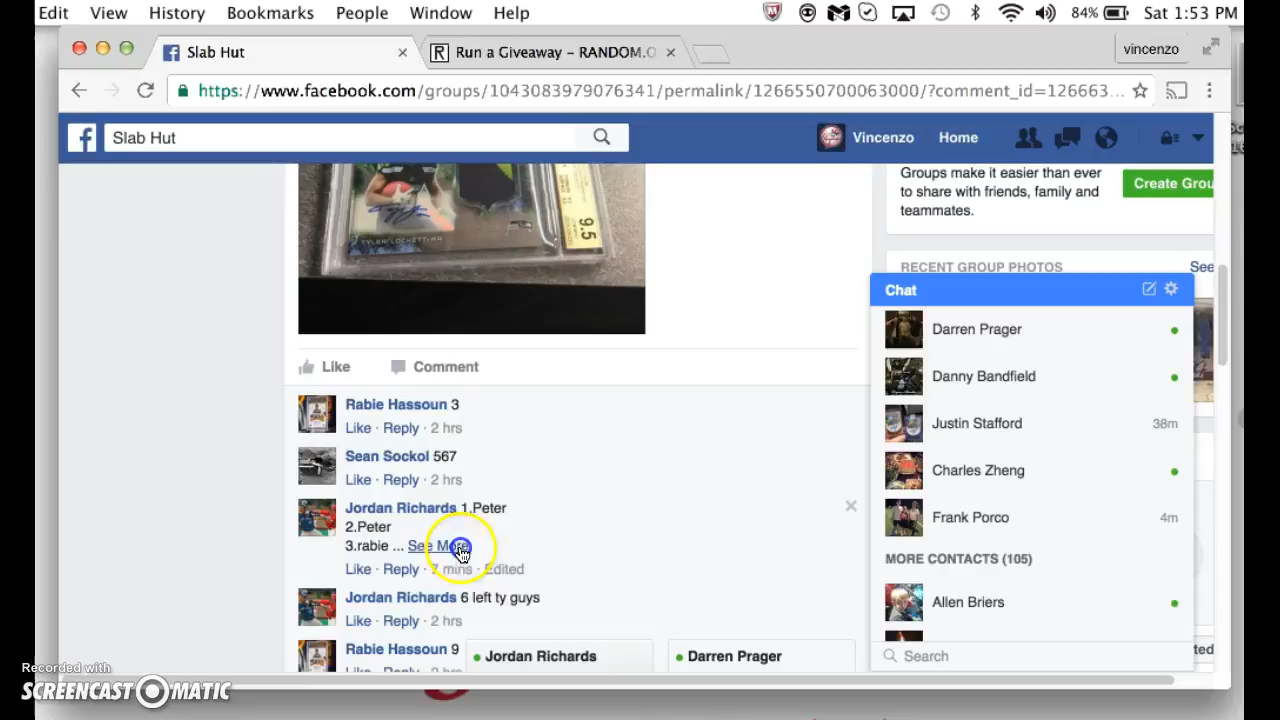 Edit View History Bookmarks People Window Help 84% Sat 1:53 PM
Slab Hut R Run a Giveaway – RANDOM.O vincenzo
https://www.facebook.com/groups/1043083979076341/permalink/1266550700063000/?comment_id=126663...
Slab Hut Vincenzo Home
Groups make it easier than ever
to share with friends, family and
teammates.
Create Grou
9.5
TYLER LOCKETT-WR
RECENT GROUP PHOTOS See
Chat
Like Comment
Darren Prager
Danny Bandfield
Justin Stafford 38m
Charles Zheng
Frank Porco 4m
MORE CONTACTS (105)
Allen Briers
Search
Rabie Hassoun 3
Like · Reply · 2 hrs
Sean Sockol 567
Like · Reply · 2 hrs
Jordan Richards 1.Peter
2.Peter
3.rabie ... See More
Like · Reply · 7 mins · Edited
Jordan Richards 6 left ty guys
Like · Reply · 2 hrs
Rabie Hassoun 9
Jordan Richards
Darren Prager
Recorded with
SCREENCAST-O-MATIC